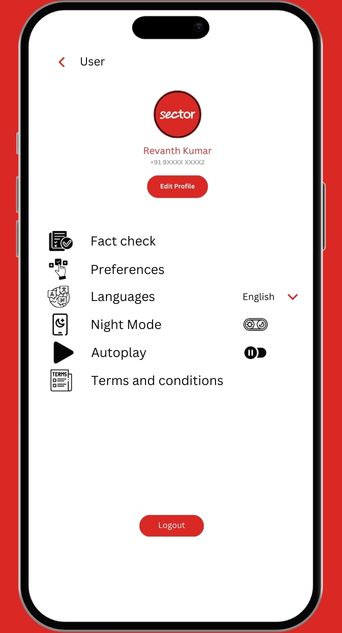 User
sector
Revanth Kumar
+91 9XXXX XXXX2
Edit Profile
Fact check
Preferences
Languages
English
Night Mode
Autoplay
TERMS
Terms and conditions
Logout